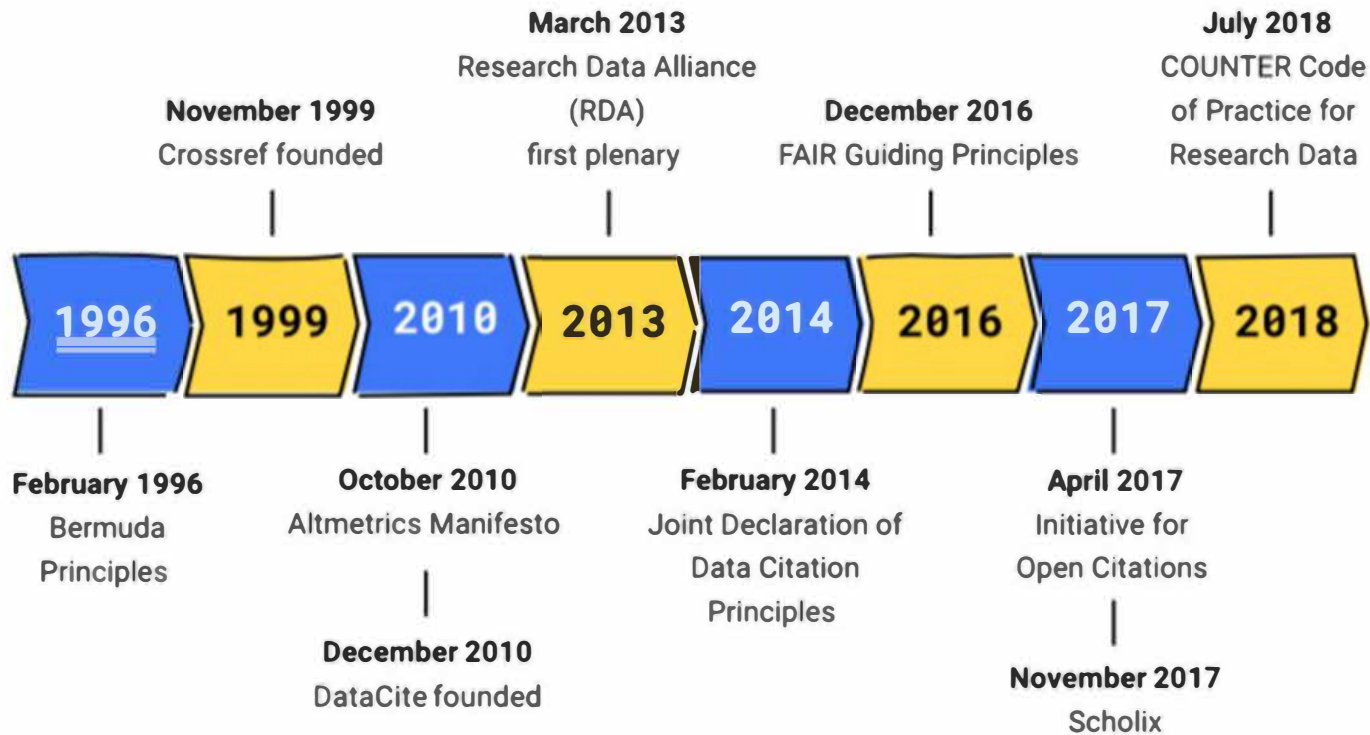 March 2013
Research Data Alliance
(RDA)
first plenary
July 2018
COUNTER Code
of Practice for
Research Data
November 1999
Crossref founded
December 2016
FAIR Guiding Principles
1996
1999
2010
2013
2014
2016
2017
2018
February 1996
Bermuda
Principles
October 2010
Altmetrics Manifesto
December 2010
DataCite founded
February 2014
Joint Declaration of
Data Citation
Principles
April 2017
Initiative for
Open Citations
November 2017
Scholix